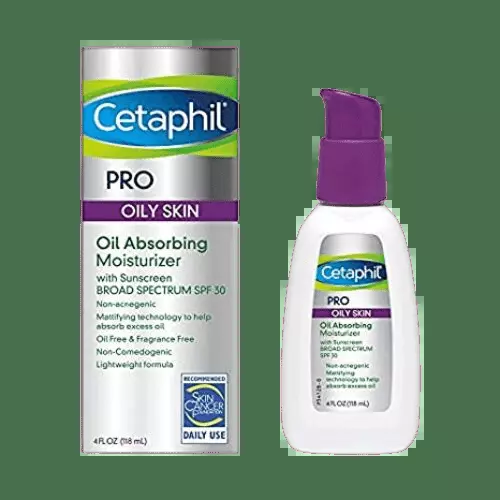 Cetaphil®
PRO
OILY SKIN
Oil Absorbing
Moisturizer
with Sunscreen
BROAD SPECTRUM SPF 30
Non-acnegenic
Mattifying technology to help
absorb excess oil
Oil Free & Fragrance Free
Non-Comedogenic
Lightweight formula
RECOMMENDED
SKIN
CANCER
FOUNDATION
DAILY USE
4 FL OZ (118 mL)
Cetaphil
PRO
OILY SKIN
Oil Absorbing
Moisturizer
with Sunscreen
BROAD SPECTRUM
SPF 30
Non-acnegenic
Mattifying
technology to help
absorb excess oil
4 FL OZ (118 mL)